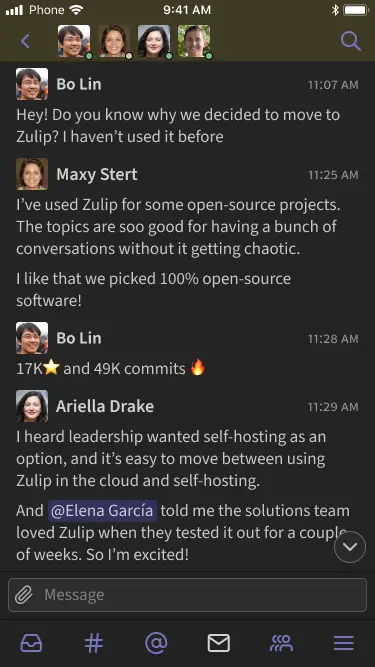 Phone 9:41 AM
Bo Lin 11:07 AM
Hey! Do you know why we decided to move to
Zulip? I haven’t used it before
Maxy Stert 11:25 AM
I’ve used Zulip for some open-source projects.
The topics are soo good for having a bunch of
conversations without it getting chaotic.
I like that we picked 100% open-source
software!
Bo Lin 11:28 AM
17K⭐ and 49K commits 🔥
Ariella Drake 11:29 AM
I heard leadership wanted self-hosting as an
option, and it’s easy to move between using
Zulip in the cloud and self-hosting.
And @Elena García told me the solutions team
loved Zulip when they tested it out for a couple
of weeks. So I’m excited!
Message